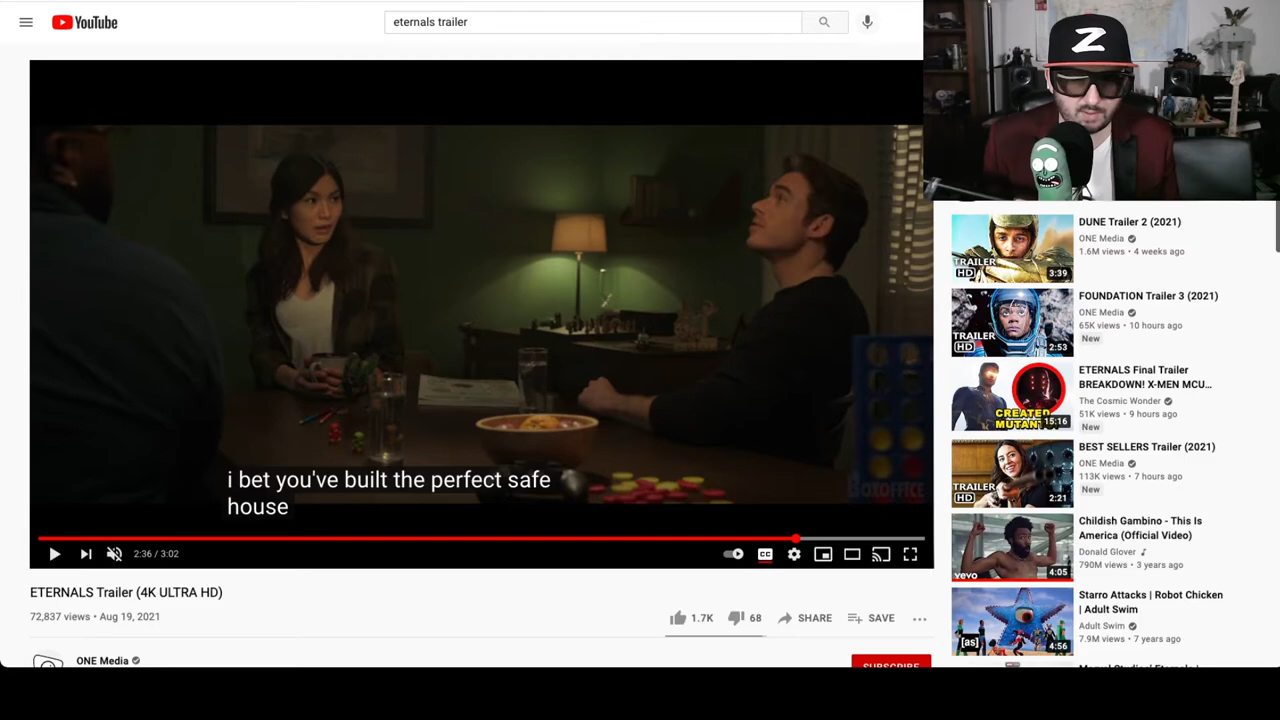 YouTube
eternals trailer
Z
i bet you've built the perfect safe
house
BOXOFFICE
2:36 / 3:02
CC
ETERNALS Trailer (4K ULTRA HD)
72,837 views • Aug 19, 2021
1.7K
68
SHARE
SAVE
ONE Media
SUBSCRIBE
TRAILER
HD
3:39
DUNE Trailer 2 (2021)
ONE Media
1.6M views • 4 weeks ago
TRAILER
HD
2:53
FOUNDATION Trailer 3 (2021)
ONE Media
65K views • 10 hours ago
New
CREATED
MUTANTS
15:16
ETERNALS Final Trailer
BREAKDOWN! X-MEN MCU...
The Cosmic Wonder
51K views • 9 hours ago
New
TRAILER
HD
2:21
BEST SELLERS Trailer (2021)
ONE Media
113K views • 7 hours ago
New
vevo
4:05
Childish Gambino - This Is
America (Official Video)
Donald Glover
790M views • 3 years ago
[as]
4:56
Starro Attacks | Robot Chicken
| Adult Swim
Adult Swim
7.9M views • 7 years ago
Marvel Studios' Eternals |